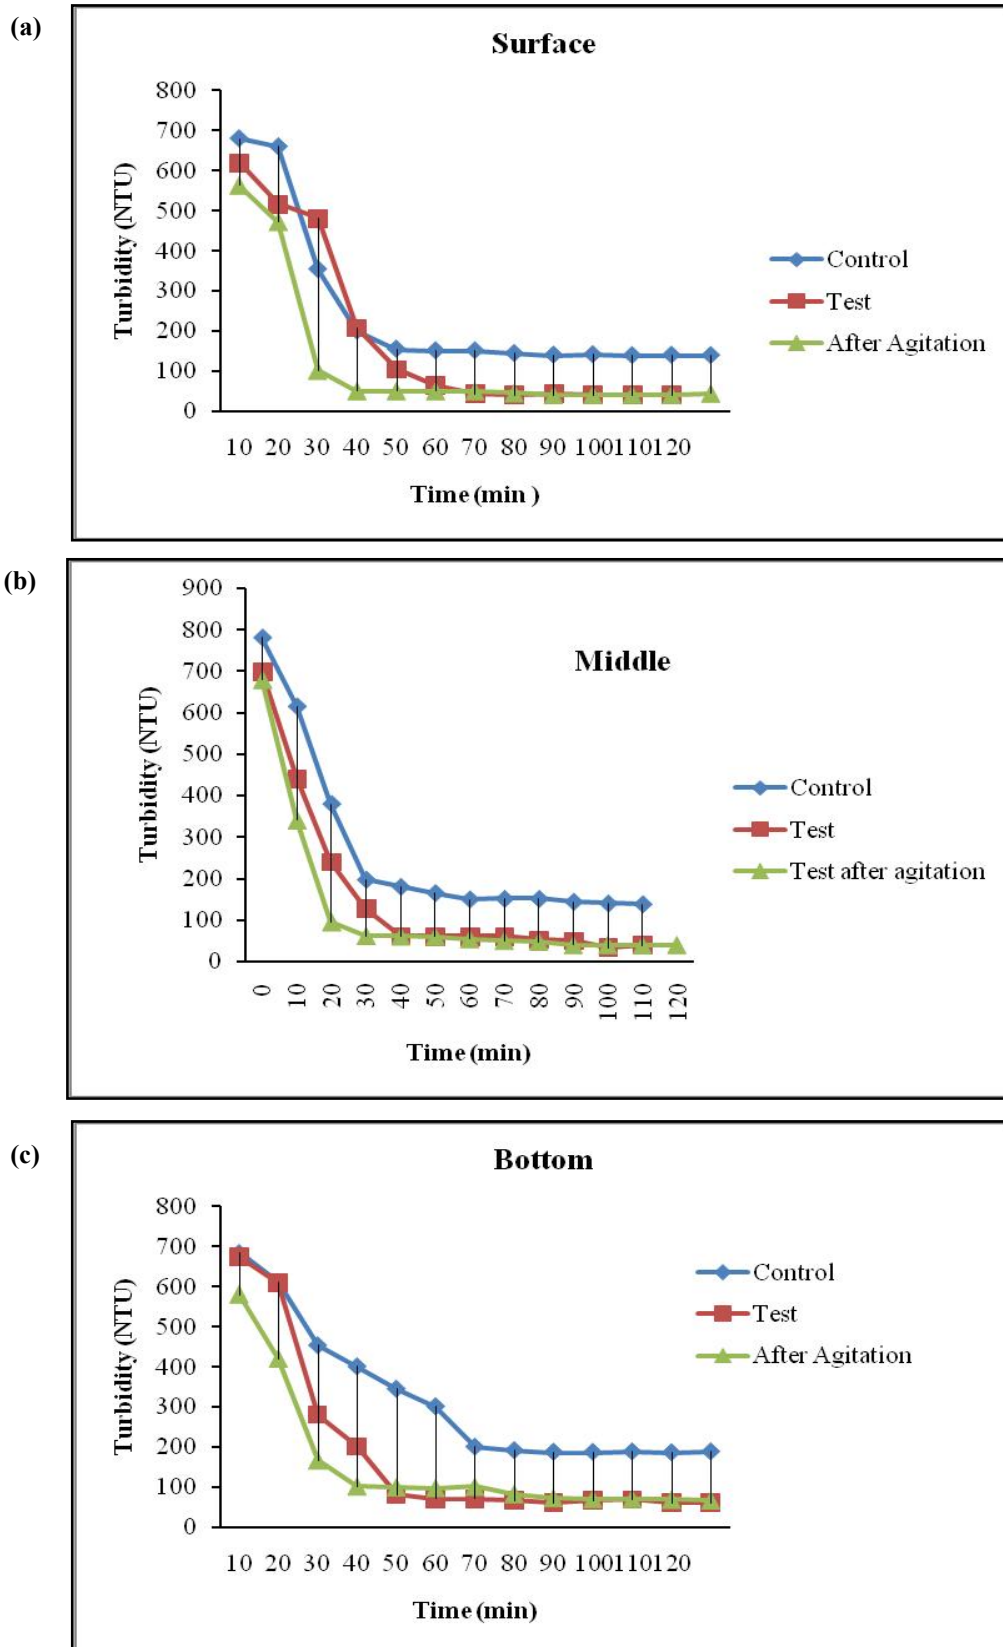 (a)
Surface
800
700
600
500
400
300
200
100
0
Turbidity (NTU)
10 20 30 40 50 60 70 80 90 100110120
Time (min )
Control
Test
After Agitation
(b)
Middle
900
800
700
600
500
400
300
200
100
0
Turbidity (NTU)
0 10 20 30 40 50 60 70 80 90 100 110 120
Time (min)
Control
Test
Test after agitation
(c)
Bottom
800
700
600
500
400
300
200
100
0
Turbidity (NTU)
10 20 30 40 50 60 70 80 90 100110120
Time (min)
Control
Test
After Agitation